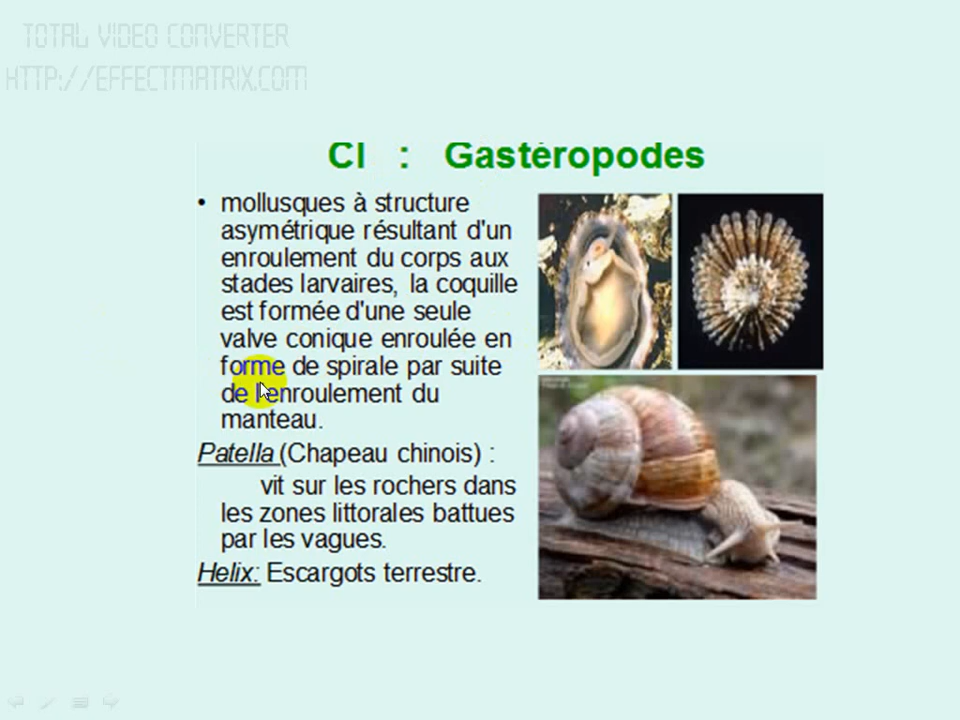 TOTAL VIDEO CONVERTER
HTTP://EFFECTMATRIX.COM
Cl : Gastéropodes
• mollusques à structure
asymétrique résultant d'un
enroulement du corps aux
stades larvaires, la coquille
est formée d'une seule
valve conique enroulée en
forme de spirale par suite
de l'enroulement du
manteau.
Patella (Chapeau chinois) :
vit sur les rochers dans
les zones littorales battues
par les vagues.
Helix: Escargots terrestre.